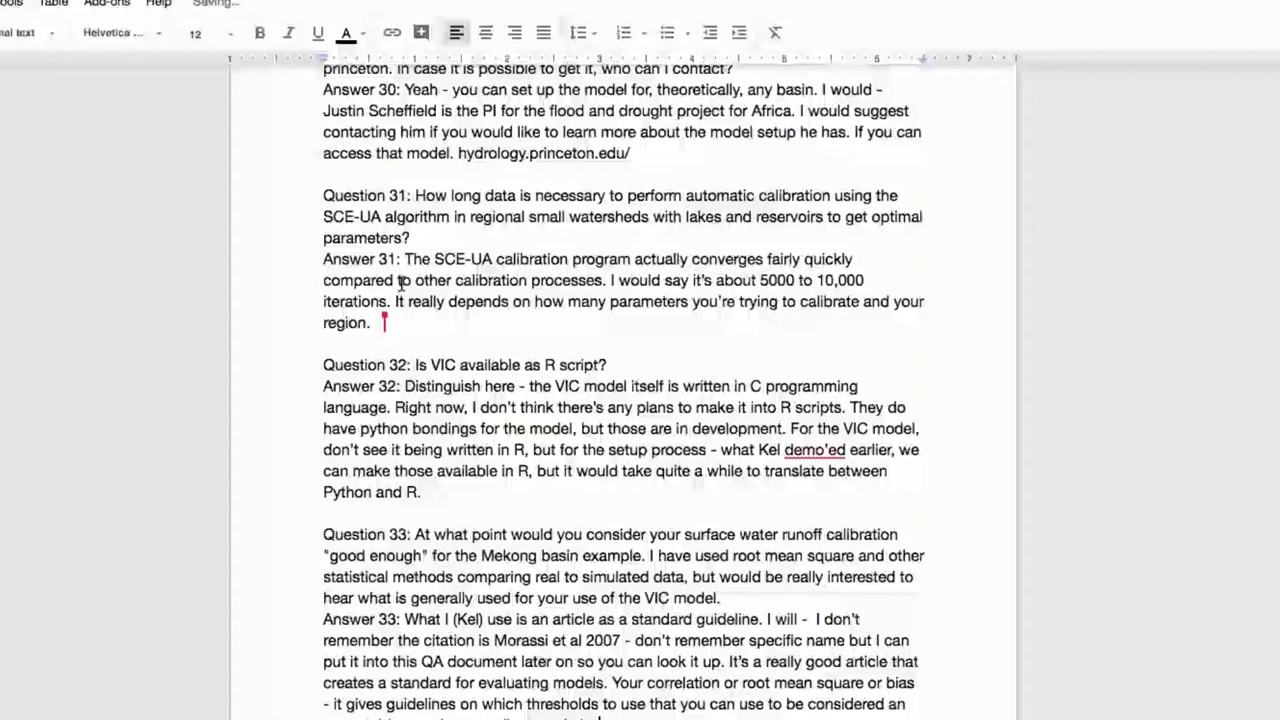 ools Table Add-ons Help Saving...
nal text Helvetica ... 12 B I U A
1 1 2 3 4 5 6 7
princeton. In case it is possible to get it, who can I contact?
Answer 30: Yeah - you can set up the model for, theoretically, any basin. I would -
Justin Scheffield is the PI for the flood and drought project for Africa. I would suggest
contacting him if you would like to learn more about the model setup he has. If you can
access that model. hydrology.princeton.edu/
Question 31: How long data is necessary to perform automatic calibration using the
SCE-UA algorithm in regional small watersheds with lakes and reservoirs to get optimal
parameters?
Answer 31: The SCE-UA calibration program actually converges fairly quickly
compared to other calibration processes. I would say it's about 5000 to 10,000
iterations. It really depends on how many parameters you're trying to calibrate and your
region.
Question 32: Is VIC available as R script?
Answer 32: Distinguish here - the VIC model itself is written in C programming
language. Right now, I don't think there's any plans to make it into R scripts. They do
have python bondings for the model, but those are in development. For the VIC model,
don't see it being written in R, but for the setup process - what Kel demo'ed earlier, we
can make those available in R, but it would take quite a while to translate between
Python and R.
Question 33: At what point would you consider your surface water runoff calibration
"good enough" for the Mekong basin example. I have used root mean square and other
statistical methods comparing real to simulated data, but would be really interested to
hear what is generally used for your use of the VIC model.
Answer 33: What I (Kel) use is an article as a standard guideline. I will - I don't
remember the citation is Morassi et al 2007 - don't remember specific name but I can
put it into this QA document later on so you can look it up. It's a really good article that
creates a standard for evaluating models. Your correlation or root mean square or bias
- it gives guidelines on which thresholds to use that you can use to be considered an